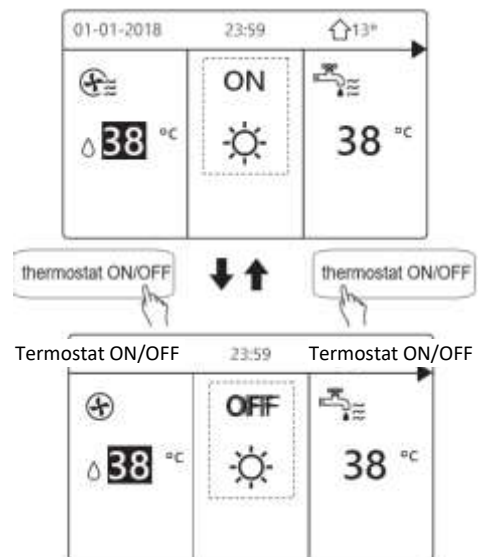 01-01-2018 23:59 13°
ON
38 °C 38 °C
thermostat ON/OFF thermostat ON/OFF
Termostat ON/OFF 23:59 Termostat ON/OFF
OFF
38 °C 38 °C